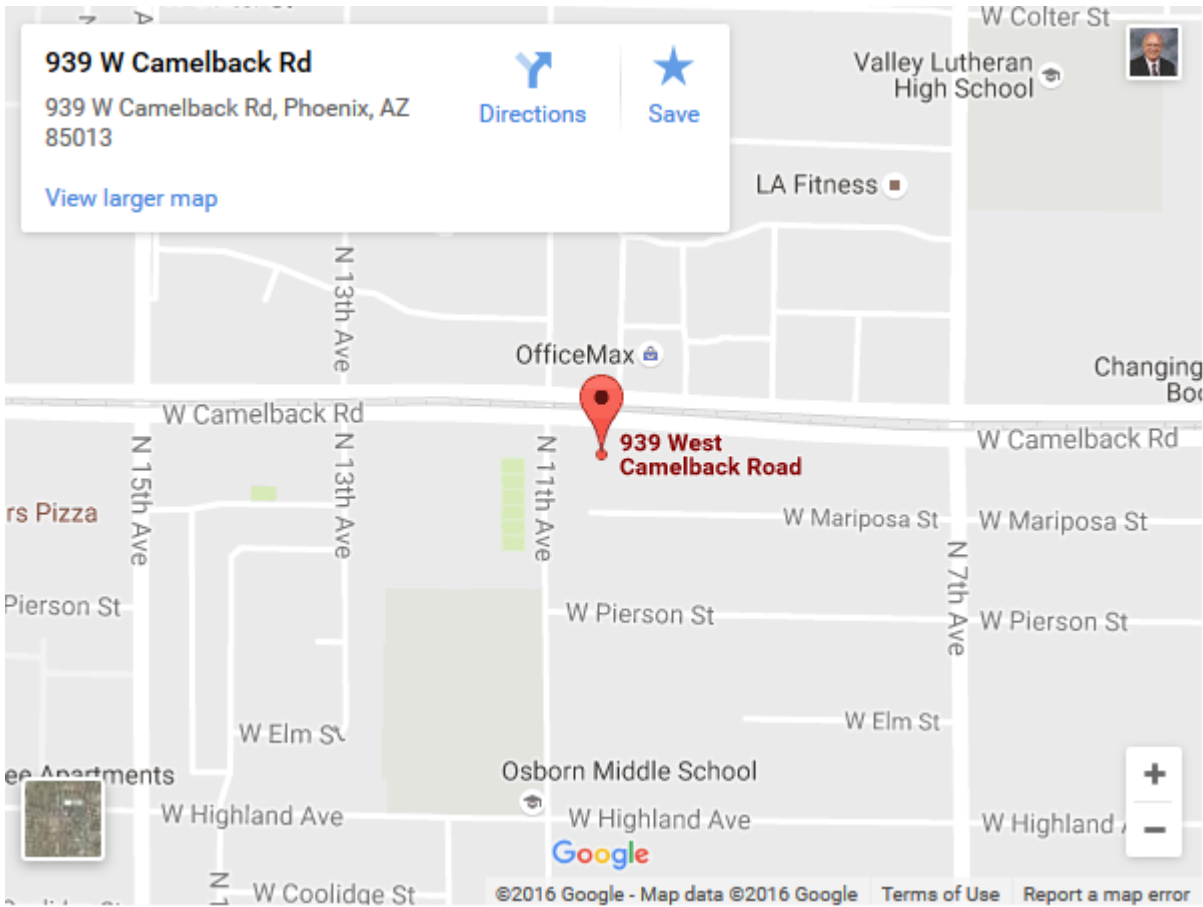 W Colter St
939 W Camelback Rd
939 W Camelback Rd, Phoenix, AZ
85013
Directions
Save
View larger map
Valley Lutheran
High School
LA Fitness
N 13th Ave
OfficeMax
Changing
W Camelback Rd
939 West
Camelback Road
W Camelback Rd
N 15th Ave
N 13th Ave
N 11th Ave
rs Pizza
W Mariposa St
W Mariposa St
N 7th Ave
Pierson St
W Pierson St
W Pierson St
W Elm St
W Elm St
ee Apartments
Osborn Middle School
W Highland Ave
W Highland Ave
W Highland
Google
N 1
W Coolidge St
©2016 Google - Map data ©2016 Google
Terms of Use
Report a map error